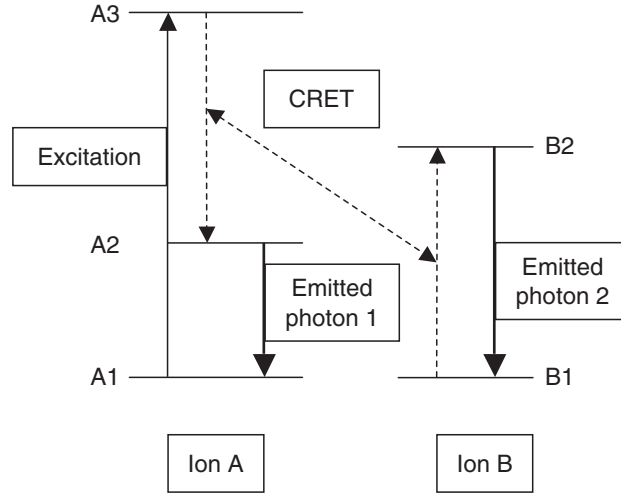 A3
CRET
Excitation
B2
A2
Emitted
photon 1
Emitted
photon 2
A1
B1
Ion A
Ion B